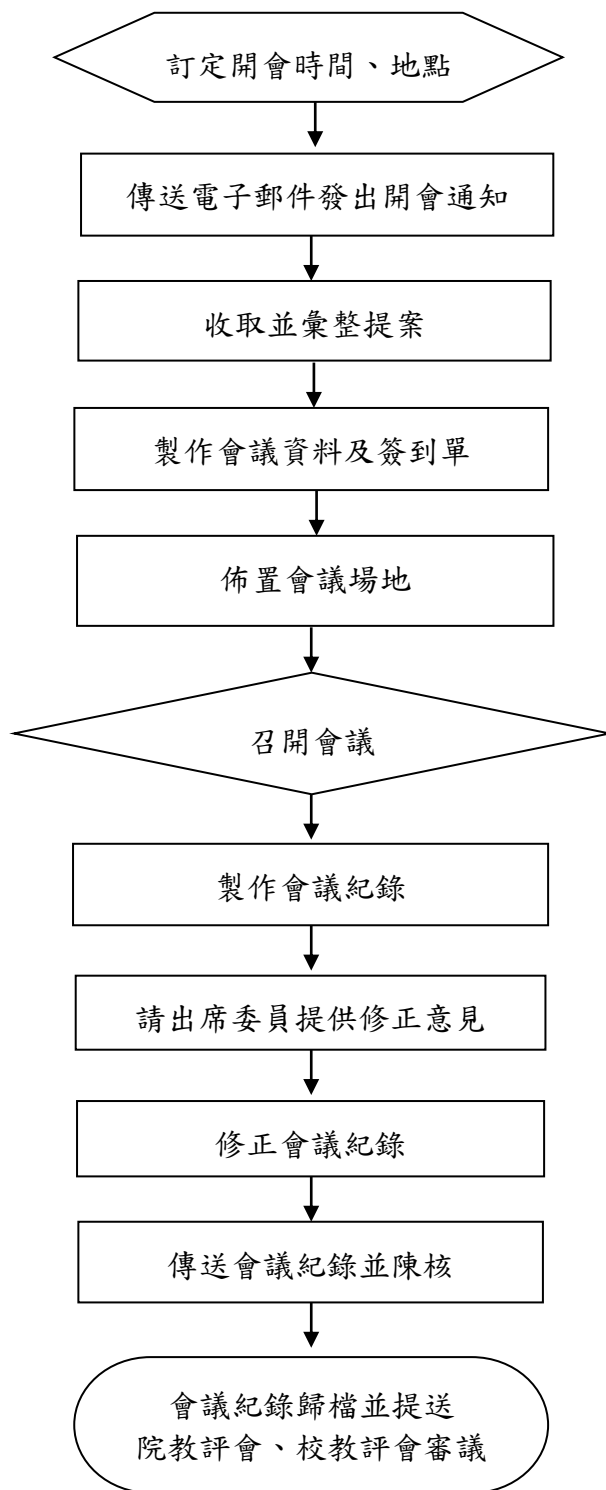 訂定開會時間、地點
傳送電子郵件發出開會通知
收取並彙整提案
製作會議資料及簽到單
佈置會議場地
召開會議
製作會議紀錄
請出席委員提供修正意見
修正會議紀錄
傳送會議紀錄並陳核
會議紀錄歸檔並提送
院教評會、校教評會審議